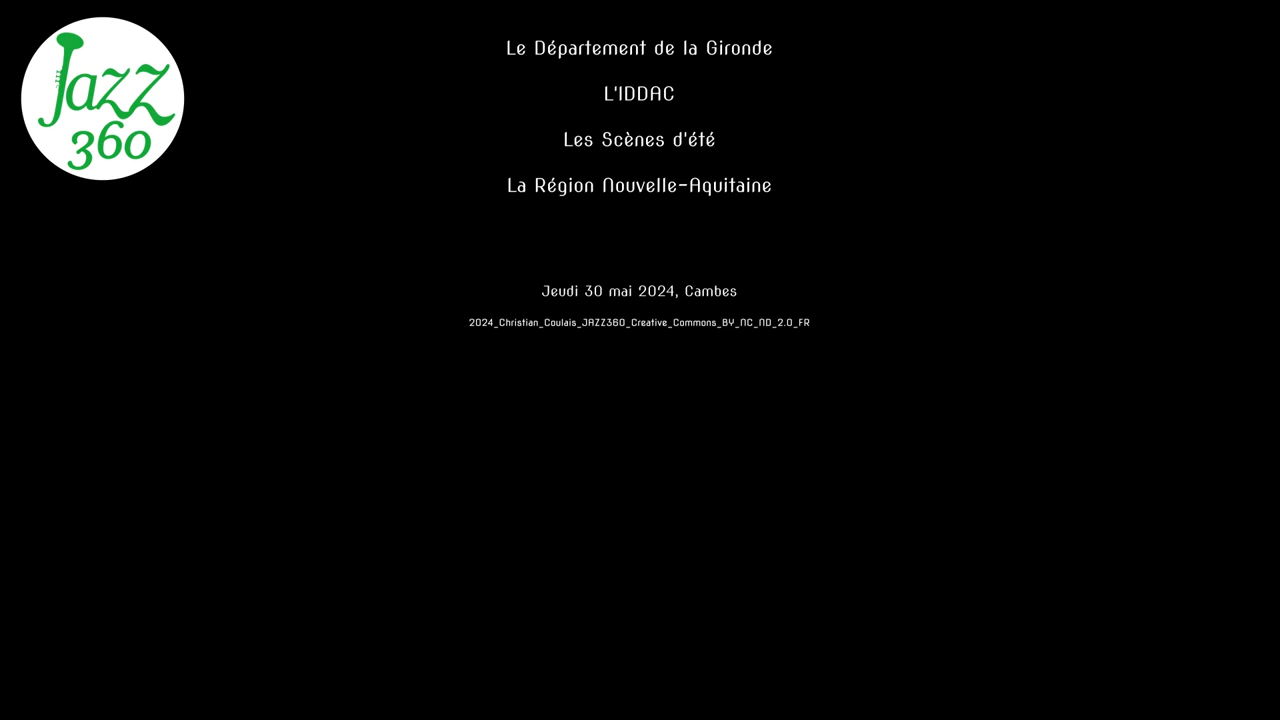 Jazz
360
Le Département de la Gironde
L'IDDAC
Les Scènes d'été
La Région Nouvelle-Aquitaine
Jeudi 30 mai 2024, Cambes
2024_Christian_Coulais_JAZZ360_Creative_Commons_BY_NC_ND_2.0_FR